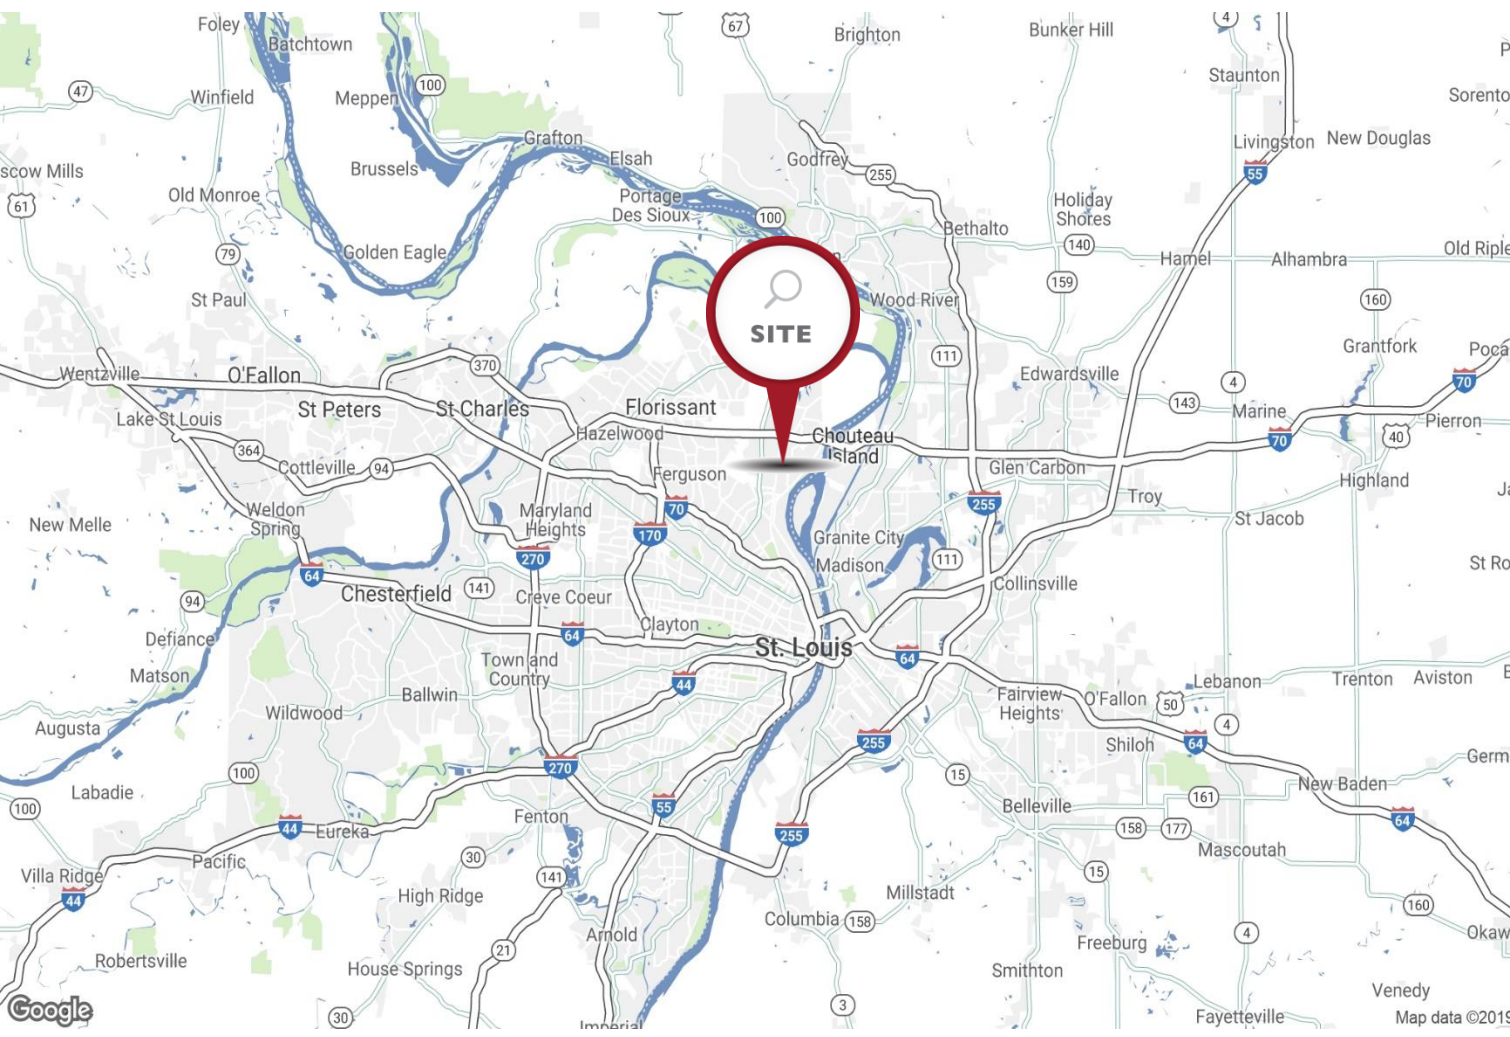 Foley
Batchtown
67
Brighton
Bunker Hill
4
Staunton
47
Winfield
Meppen
100
Sorento
Grafton
Elsah
Godfrey
Livingston
New Douglas
scow Mills
Brussels
255
55
61
Old Monroe
Portage
Des Sioux
100
Holiday
Shores
Bethalto
140
79
Golden Eagle
Hamel
Alhambra
Old Riple
159
St Paul
Wood River
160
SITE
111
Grantfork
Poca
Wentzville
O'Fallon
370
Edwardsville
4
70
Lake St Louis
St Peters
St Charles
Florissant
143
Marine
Pierron
Hazelwood
Chouteau
Island
70
40
364
Cottleville
94
Ferguson
Glen Carbon
Highland
Weldon
Spring
New Melle
Maryland
Heights
70
255
Troy
St Jacob
170
Granite City
270
Madison
111
St Ro
64
Chesterfield
141
Creve Coeur
Collinsville
94
Defiance
64
Clayton
St. Louis
64
Matson
Town and
Country
44
Ballwin
Fairview
Heights
O'Fallon
50
Lebanon
Trenton
Aviston
Augusta
Wildwood
4
255
Shiloh
64
Germ
100
270
15
New Baden
Labadie
100
55
Belleville
161
64
44
Eureka
Fenton
255
158
177
Mascoutah
Pacific
30
Villa Ridge
44
High Ridge
141
15
Millstadt
Columbia
158
160
Arnold
21
Freeburg
4
Okaw
Robertsville
House Springs
Smithton
Venedy
Google
30
Imperial
3
Fayetteville
Map data ©2019